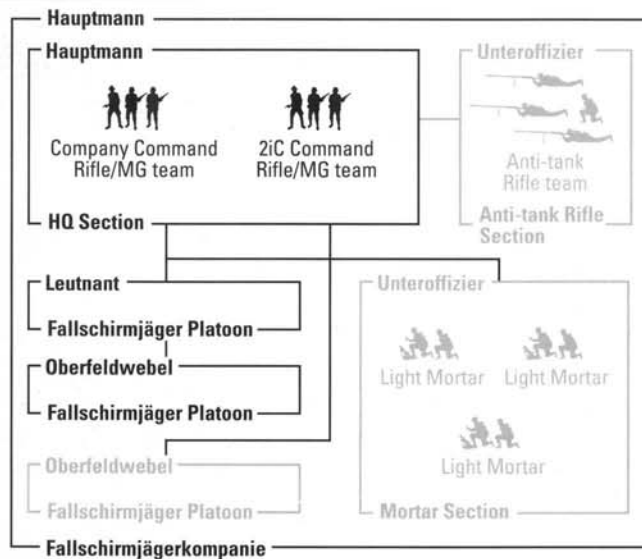 Hauptmann
Hauptmann
Company Command
Rifle/MG team
2iC Command
Rifle/MG team
HQ Section
Unteroffizier
Anti-tank
Rifle team
Anti-tank Rifle
Section
Leutnant
Fallschirmjäger Platoon
Oberfeldwebel
Fallschirmjäger Platoon
Oberfeldwebel
Fallschirmjäger Platoon
Unteroffizier
Light Mortar
Light Mortar
Light Mortar
Mortar Section
Fallschirmjägerkompanie